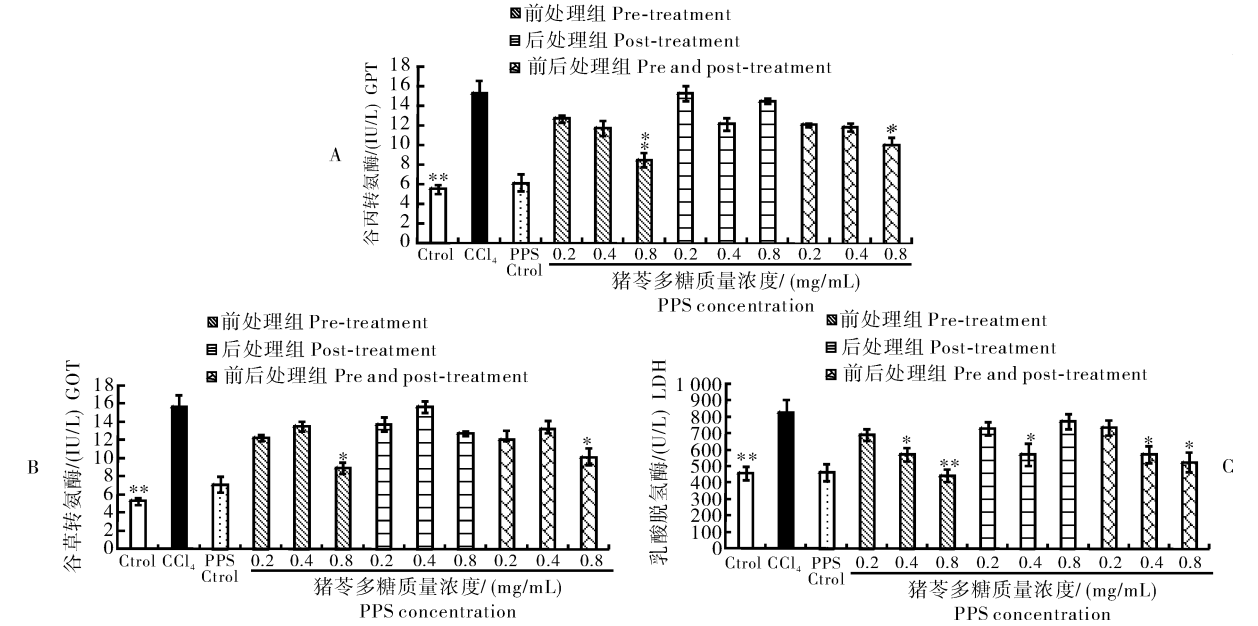 前处理组 Pre-treatment
后处理组 Post-treatment
前后处理组 Pre and post-treatment
谷丙转氨酶/(IU/L) GPT
18
16
14
12
10
8
6
4
2
0
**
**
*
A
Ctrol CCl₄ PPS Ctrol 0.2 0.4 0.8 0.2 0.4 0.8 0.2 0.4 0.8
猪苓多糖质量浓度/(mg/mL)
PPS concentration
前处理组 Pre-treatment
后处理组 Post-treatment
前后处理组 Pre and post-treatment
谷草转氨酶/(IU/L) GOT
18
16
14
12
10
8
6
4
2
0
**
*
*
B
Ctrol CCl₄ PPS Ctrol 0.2 0.4 0.8 0.2 0.4 0.8 0.2 0.4 0.8
猪苓多糖质量浓度/(mg/mL)
PPS concentration
前处理组 Pre-treatment
后处理组 Post-treatment
前后处理组 Pre and post-treatment
乳酸脱氢酶/(U/L) LDH
1 000
900
800
700
600
500
400
300
200
100
0
**
*
**
*
*
*
C
Ctrol CCl₄ PPS Ctrol 0.2 0.4 0.8 0.2 0.4 0.8 0.2 0.4 0.8
猪苓多糖质量浓度/(mg/mL)
PPS concentration